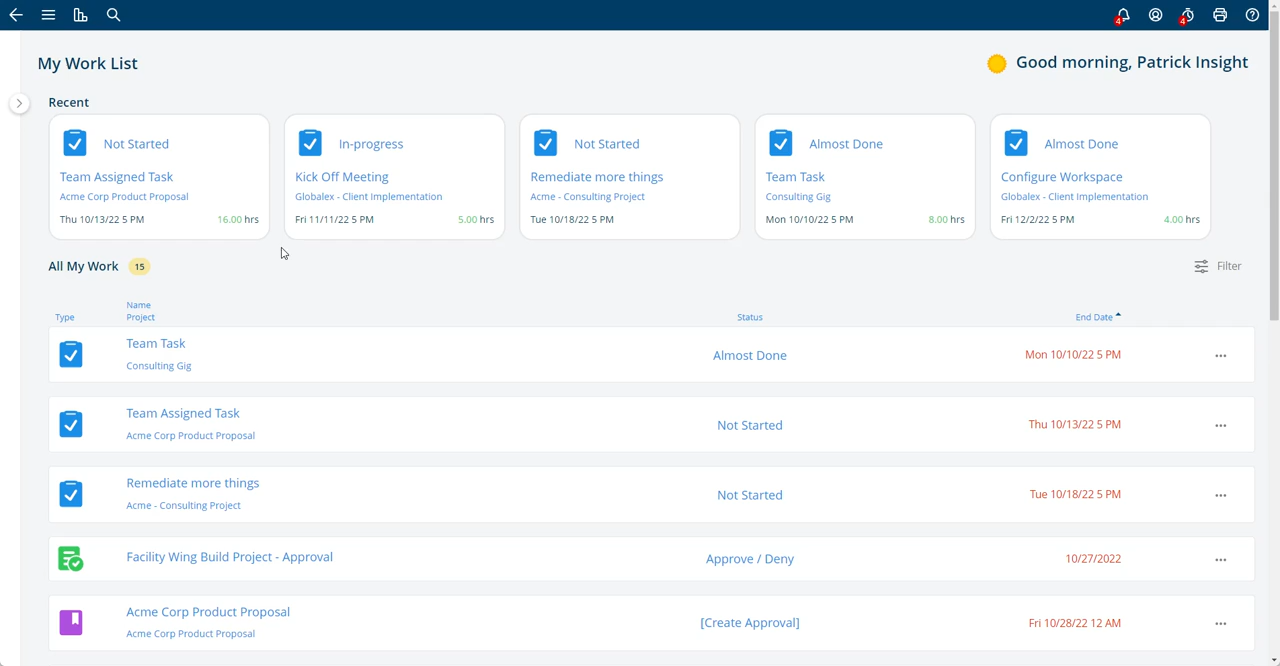 4
4
My Work List
Good morning, Patrick Insight
Recent
Not Started
Team Assigned Task
Acme Corp Product Proposal
Thu 10/13/22 5 PM 16.00 hrs
In-progress
Kick Off Meeting
Globalex - Client Implementation
Fri 11/11/22 5 PM 5.00 hrs
Not Started
Remediate more things
Acme - Consulting Project
Tue 10/18/22 5 PM
Almost Done
Team Task
Consulting Gig
Mon 10/10/22 5 PM 8.00 hrs
Almost Done
Configure Workspace
Globalex - Client Implementation
Fri 12/2/22 5 PM 4.00 hrs
All My Work 15
Filter
Type
Name
Project
Status
End Date
Team Task
Consulting Gig
Almost Done
Mon 10/10/22 5 PM
Team Assigned Task
Acme Corp Product Proposal
Not Started
Thu 10/13/22 5 PM
Remediate more things
Acme - Consulting Project
Not Started
Tue 10/18/22 5 PM
Facility Wing Build Project - Approval
Approve / Deny
10/27/2022
Acme Corp Product Proposal
Acme Corp Product Proposal
[Create Approval]
Fri 10/28/22 12 AM